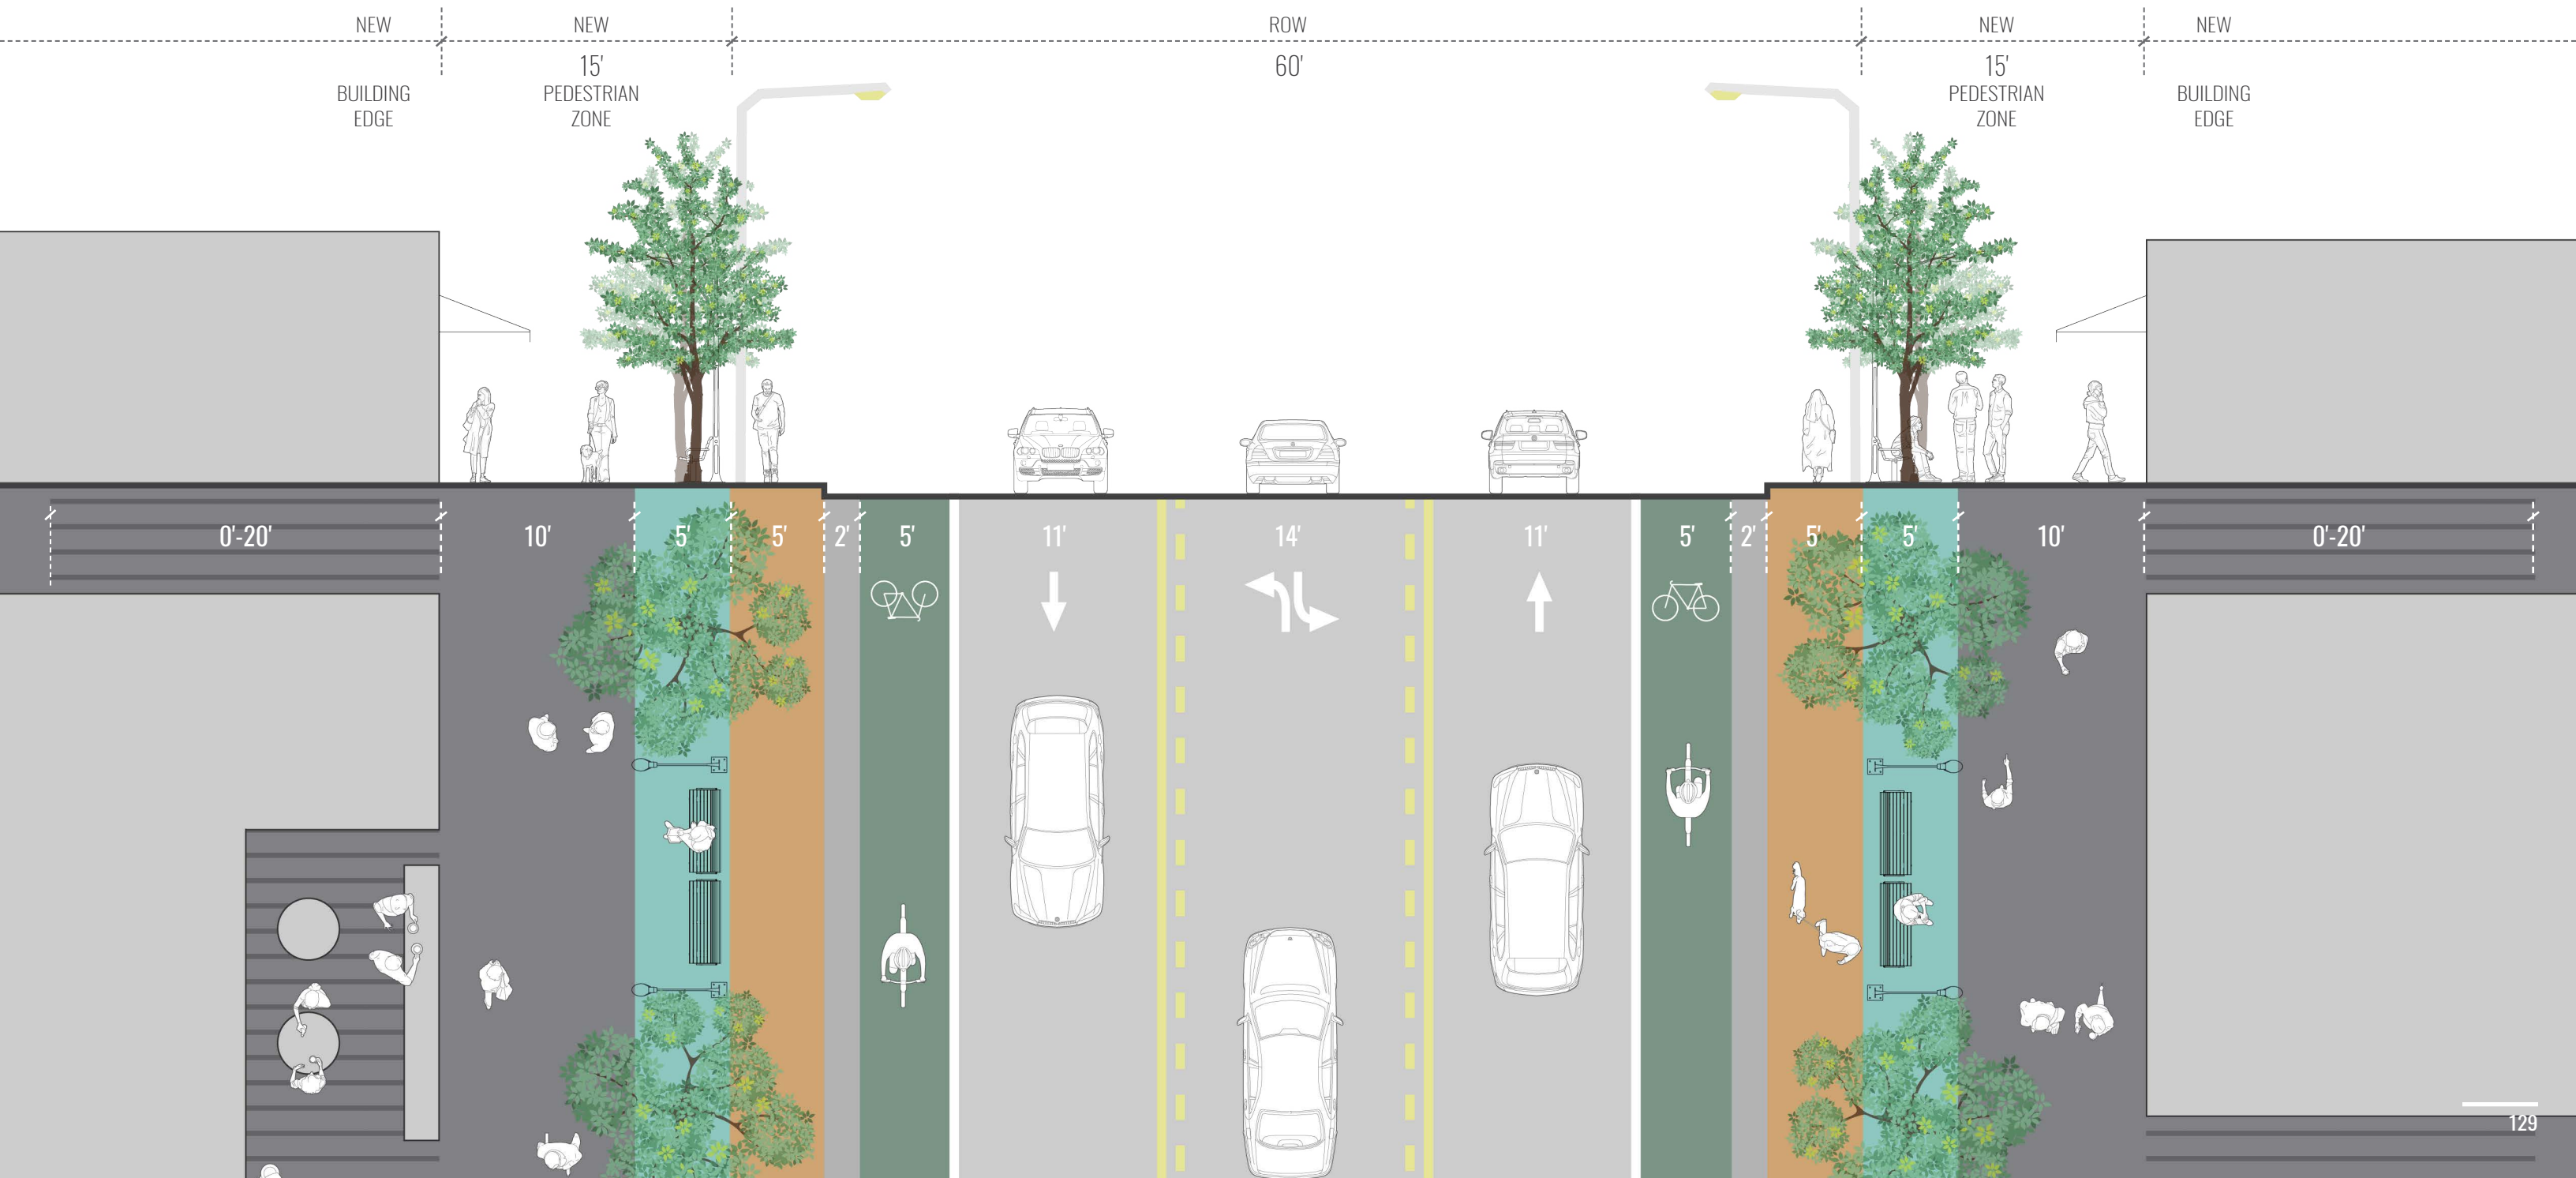 NEW
NEW
ROW
NEW
NEW
15'
60'
15'
BUILDING
EDGE
PEDESTRIAN
ZONE
PEDESTRIAN
ZONE
BUILDING
EDGE
0'-20'
10'
5'
5'
2'
5'
11'
14'
11'
5'
2'
5'
5'
10'
0'-20'
129